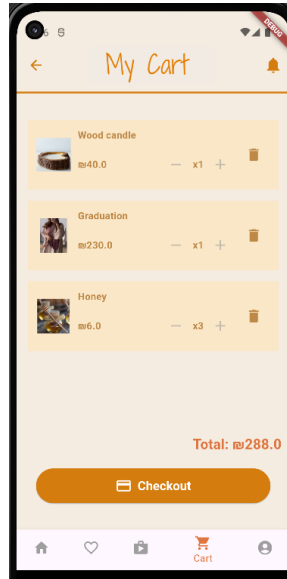 DEBUG
My Cart
Wood candle
₪40.0
x1
Graduation
₪230.0
x1
Honey
₪6.0
x3
Total: ₪288.0
Checkout
Cart